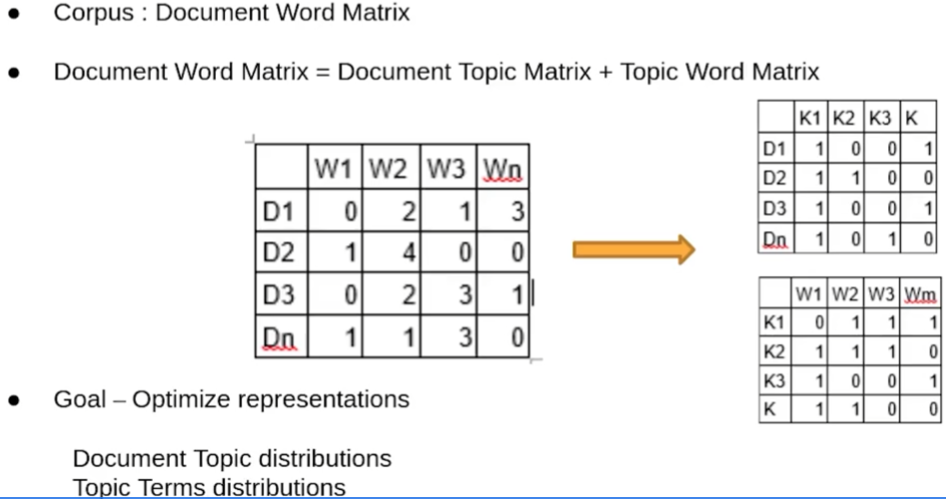 ● Corpus : Document Word Matrix
● Document Word Matrix = Document Topic Matrix + Topic Word Matrix
W1 W2 W3 Wn
D1 0 2 1 3
D2 1 4 0 0
D3 0 2 3 1
Dn 1 1 3 0
K1 K2 K3 K
D1 1 0 0 1
D2 1 1 0 0
D3 1 0 0 1
Dn 1 0 1 0
W1 W2 W3 Wm
K1 0 1 1 1
K2 1 1 1 0
K3 1 0 0 1
K 1 1 0 0
● Goal – Optimize representations
Document Topic distributions
Topic Terms distributions